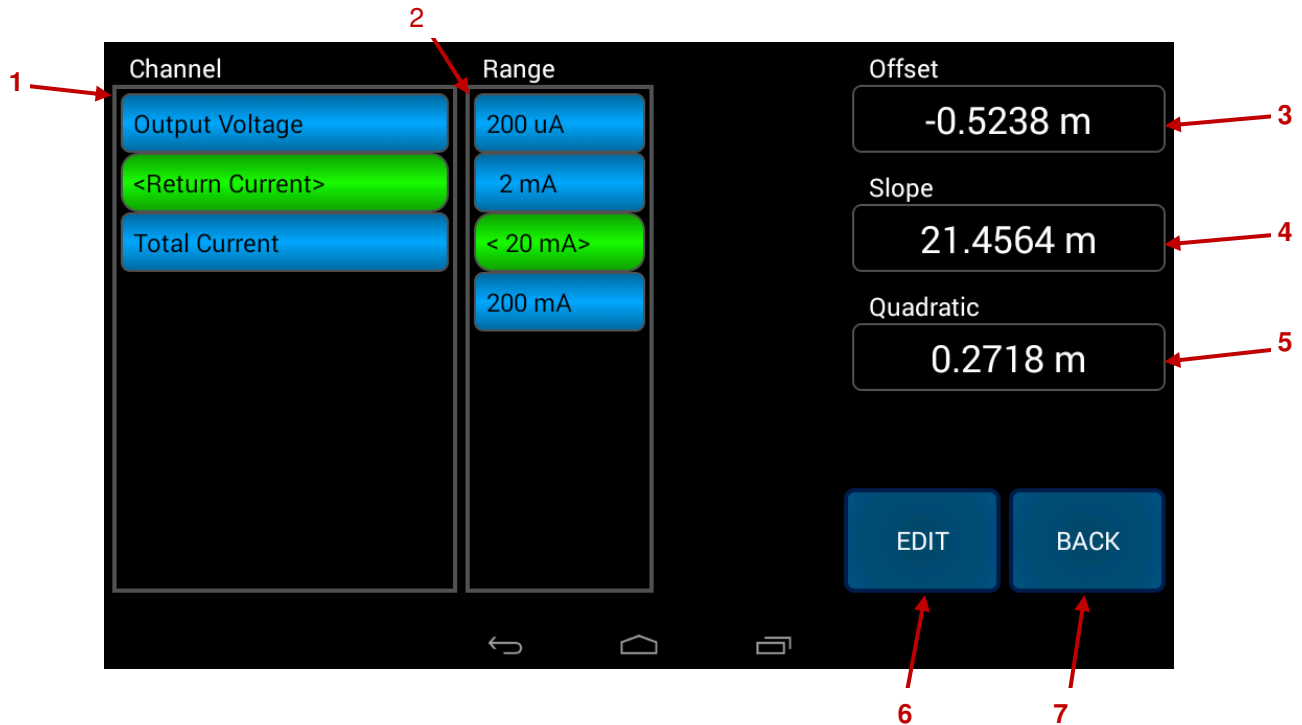 2
1
Channel
Range
Offset
Output Voltage
200 uA
-0.5238 m
3
<Return Current>
2 mA
Slope
Total Current
< 20 mA>
21.4564 m
4
200 mA
Quadratic
0.2718 m
5
EDIT
BACK
6
7